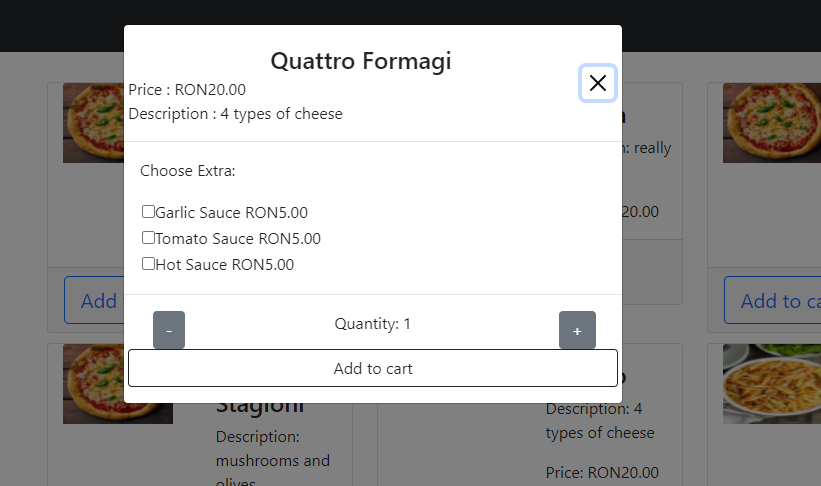 Quattro Formagi
Price : RON20.00
Description : 4 types of cheese
Choose Extra:
Garlic Sauce RON5.00
Tomato Sauce RON5.00
Hot Sauce RON5.00
-
Quantity: 1
+
Add to cart
really
20.00
Add
Add to
Stagioni
Description:
mushrooms and
olives
Description: 4
types of cheese
Price: RON20.00